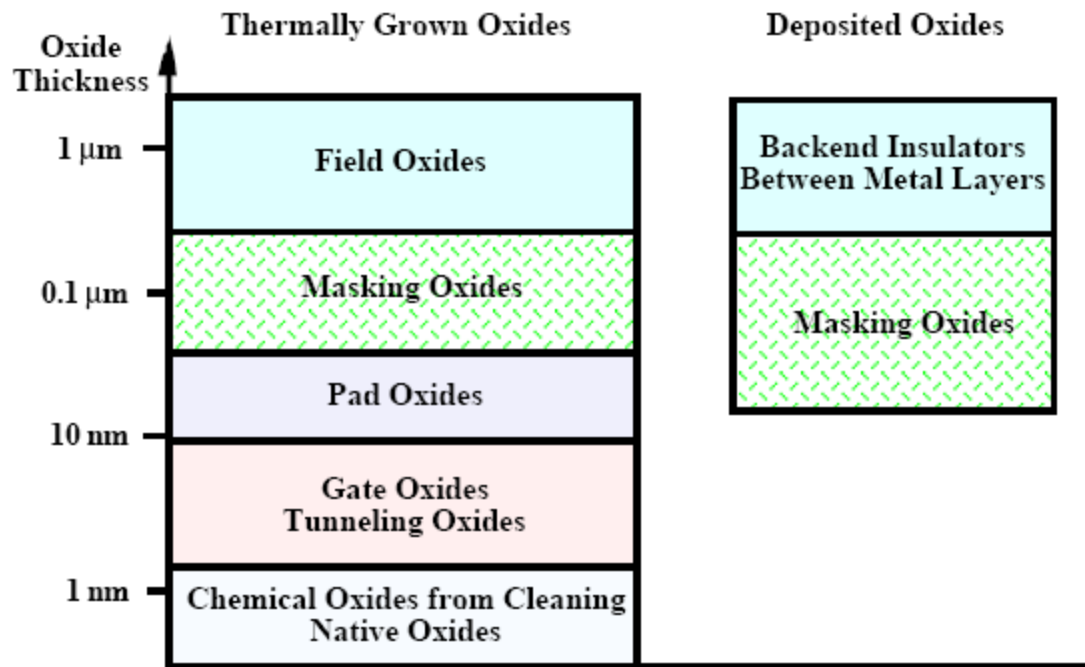 Thermally Grown Oxides
Deposited Oxides
Oxide
Thickness
1 μm
Field Oxides
Backend Insulators
Between Metal Layers
0.1 μm
Masking Oxides
Masking Oxides
Pad Oxides
10 nm
Gate Oxides
Tunneling Oxides
1 nm
Chemical Oxides from Cleaning
Native Oxides